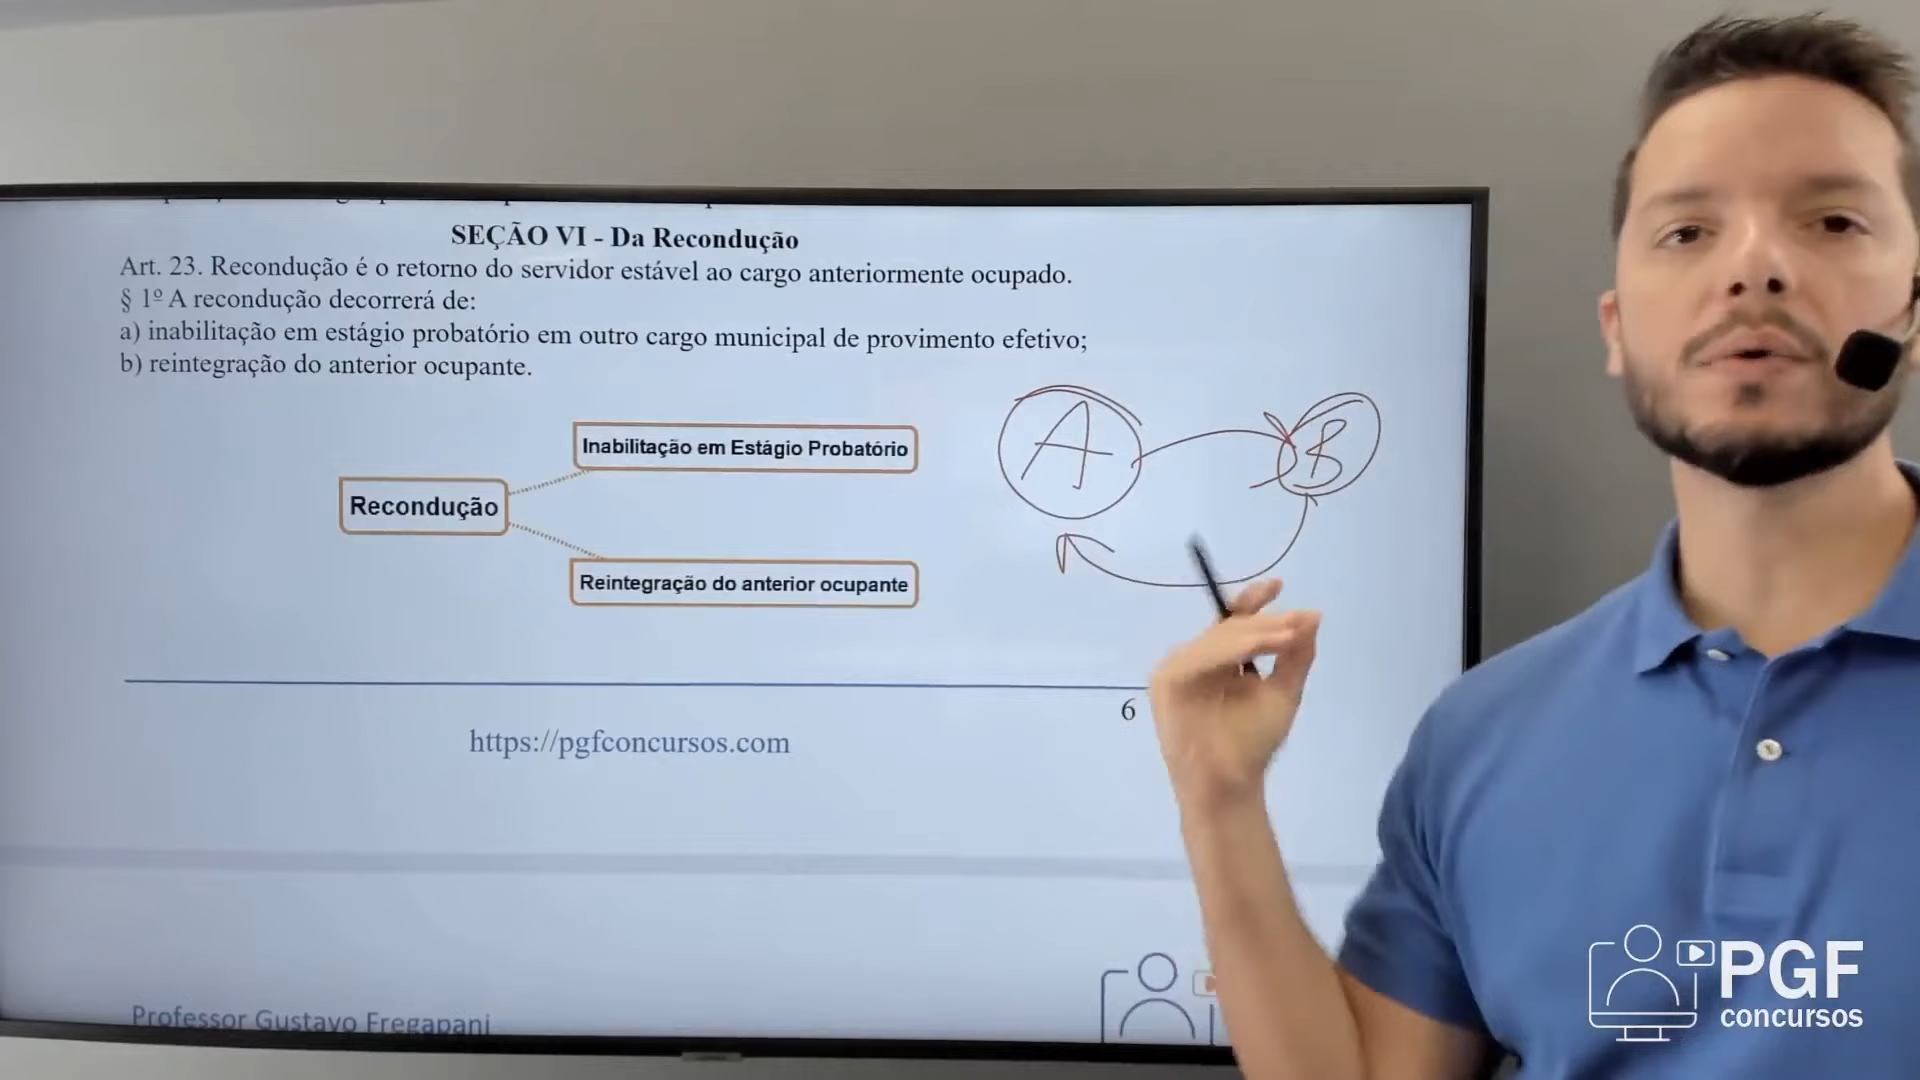 SEÇÃO VI - Da Recondução
Art. 23. Recondução é o retorno do servidor estável ao cargo anteriormente ocupado.
§ 1º A recondução decorrerá de:
a) inabilitação em estágio probatório em outro cargo municipal de provimento efetivo;
b) reintegração do anterior ocupante.
Inabilitação em Estágio Probatório
Recondução
Reintegração do anterior ocupante
A
B
6
https://pgfconcursos.com
Professor Gustavo Fregapani
PGF
concursos